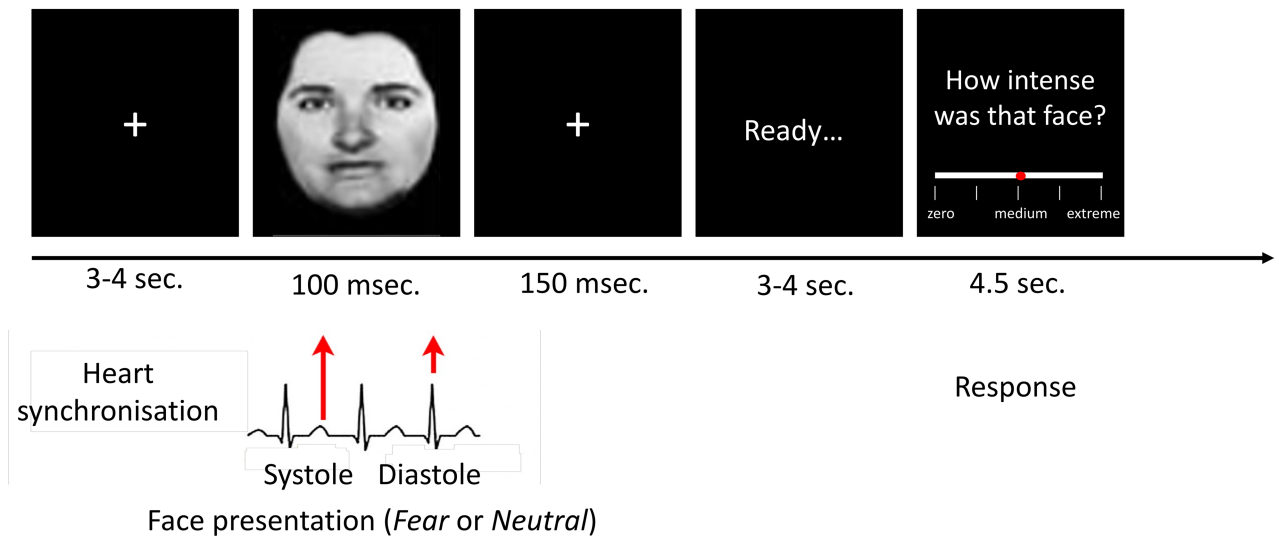 +
+
Ready...
How intense
was that face?
zero medium extreme
3-4 sec. 100 msec. 150 msec. 3-4 sec. 4.5 sec.
Heart
synchronisation
Response
Systole Diastole
Face presentation (Fear or Neutral)